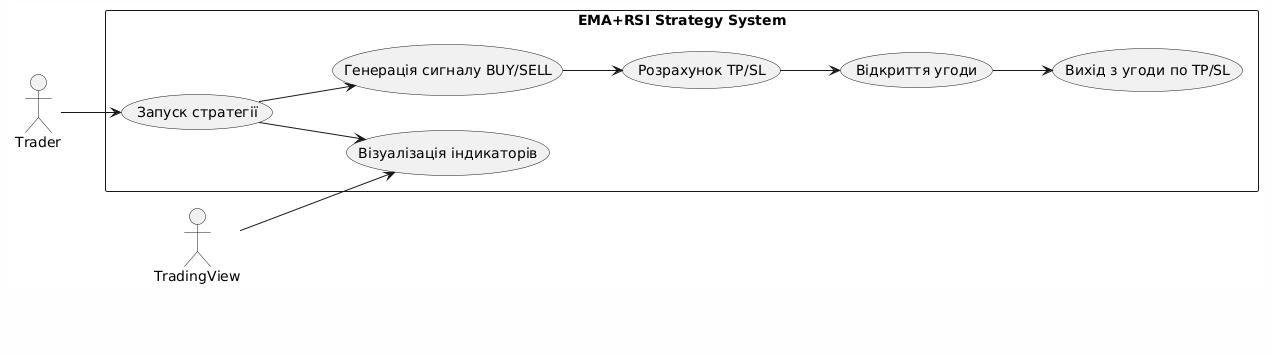 EMA+RSI Strategy System
Генерація сигналу BUY/SELL
Розрахунок TP/SL
Відкриття угоди
Вихід з угоди по TP/SL
Запуск стратегії
Trader
Візуалізація індикаторів
TradingView